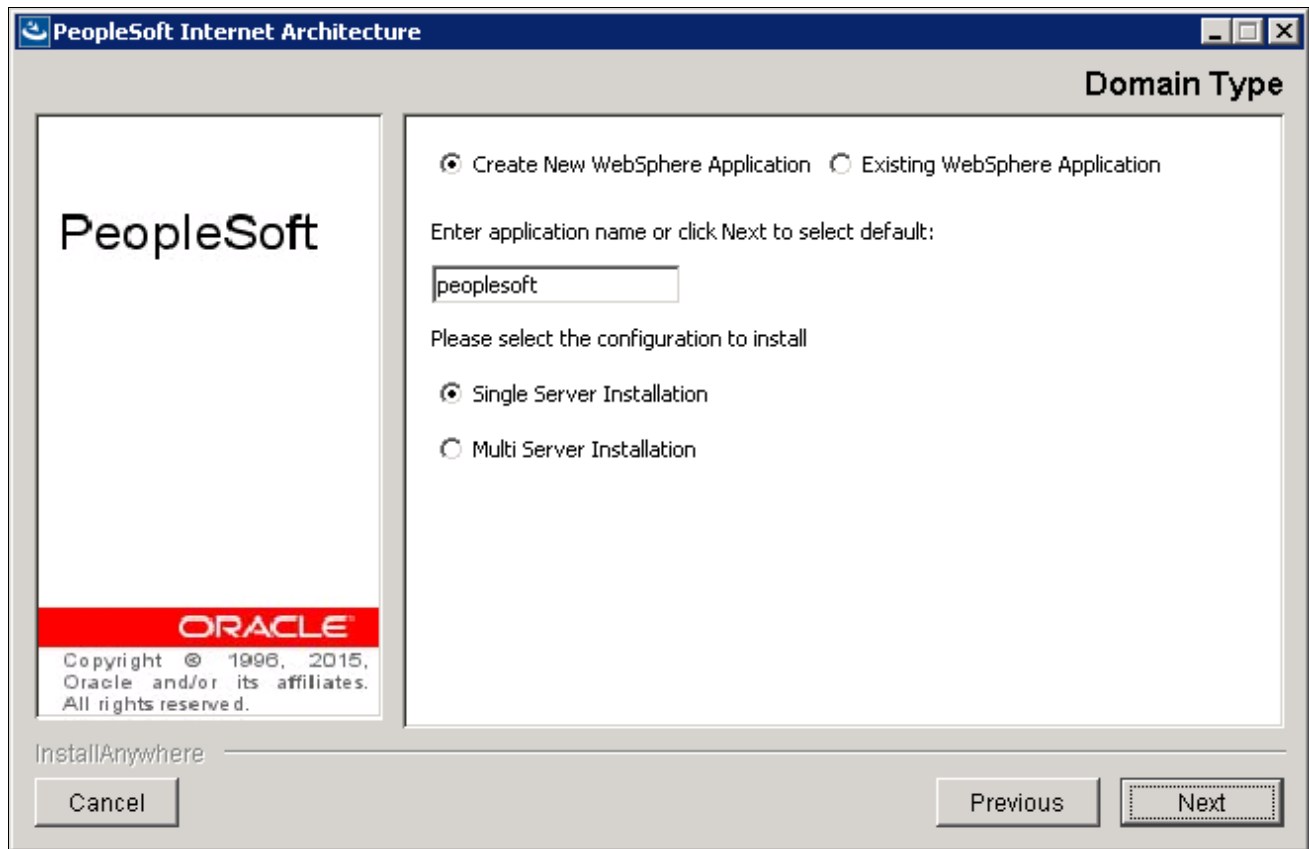 PeopleSoft Internet Architecture
Domain Type
PeopleSoft
Create New WebSphere Application Existing WebSphere Application
Enter application name or click Next to select default:
peoplesoft
Please select the configuration to install
Single Server Installation
Multi Server Installation
ORACLE
Copyright © 1996, 2015,
Oracle and/or its affiliates.
All rights reserved.
InstallAnywhere
Cancel Previous Next